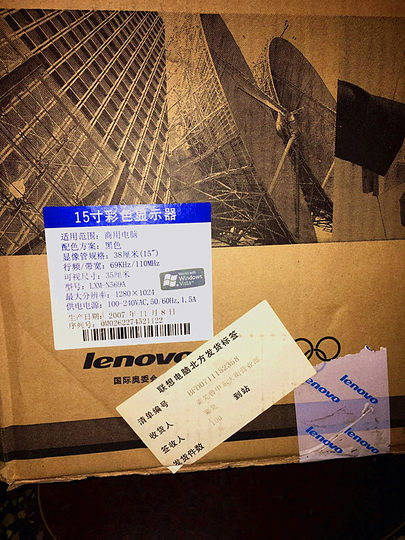 15寸彩色显示器
适用范围: 商用电脑
配色方案: 黑色
显像管规格: 38厘米(15")
行频/带宽: 69KHz/110MHz
可视尺寸: 35厘米
型号: LXM-N569A
最大分辨率: 1280×1024
供电电源: 100-240VAC,50/60Hz,1.5A
生产日期: 2007 年 11 月 8 日
序列号:
Works with
Windows
Vista
lenovo
国际奥委会
联想电脑北方发货标签
清单编号
收货人
签收人
到站
发货件数
lenovo
lenovo
lenovo
lenovo